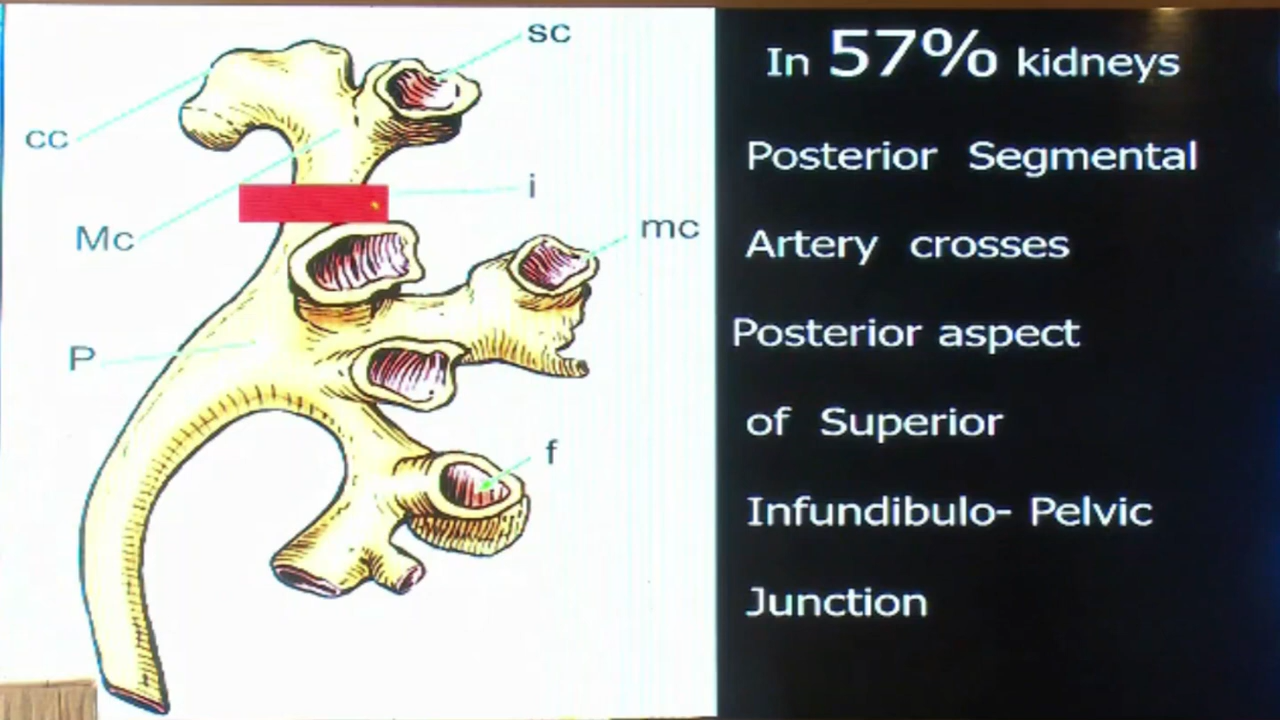 sc
cc
i
Mc
mc
P
f
In 57% kidneys
Posterior Segmental
Artery crosses
Posterior aspect
of Superior
Infundibulo- Pelvic
Junction